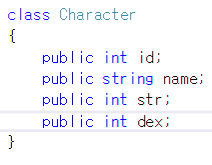 class Character
{
    public int id;
    public string name;
    public int str;
    public int dex;
}